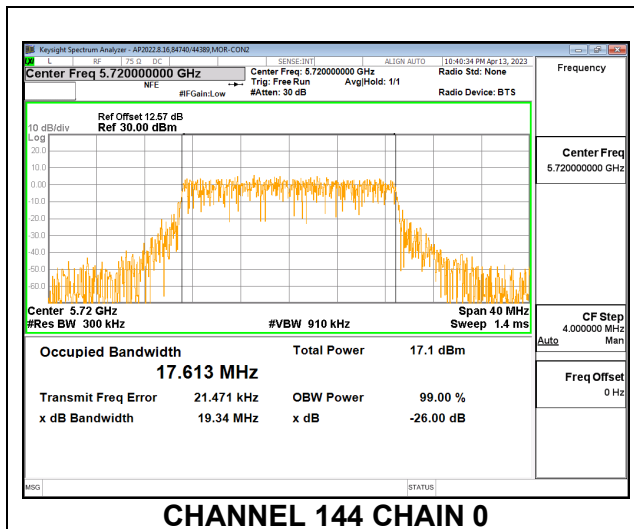 Keysight Spectrum Analyzer - AP2022.8.16,84740/44389,MOR-CON2
LXI L RF 75 Ω DC SENSE:INT ALIGN AUTO 10:40:34 PM Apr 13, 2023
Center Freq 5.720000000 GHz
NFE
#IFGain:Low
Center Freq: 5.720000000 GHz
Trig: Free Run Avg|Hold: 1/1
#Atten: 30 dB
Radio Std: None
Radio Device: BTS
Frequency
Ref Offset 12.57 dB
10 dB/div Ref 30.00 dBm
Log
20.0
10.0
0.00
-10.0
-20.0
-30.0
-40.0
-50.0
-60.0
Center Freq
5.720000000 GHz
Center 5.72 GHz Span 40 MHz
#Res BW 300 kHz #VBW 910 kHz Sweep 1.4 ms
CF Step
4.000000 MHz
Auto Man
Occupied Bandwidth Total Power 17.1 dBm
17.613 MHz
Transmit Freq Error 21.471 kHz OBW Power 99.00 %
x dB Bandwidth 19.34 MHz x dB -26.00 dB
Freq Offset
0 Hz
MSG STATUS
CHANNEL 144 CHAIN 0